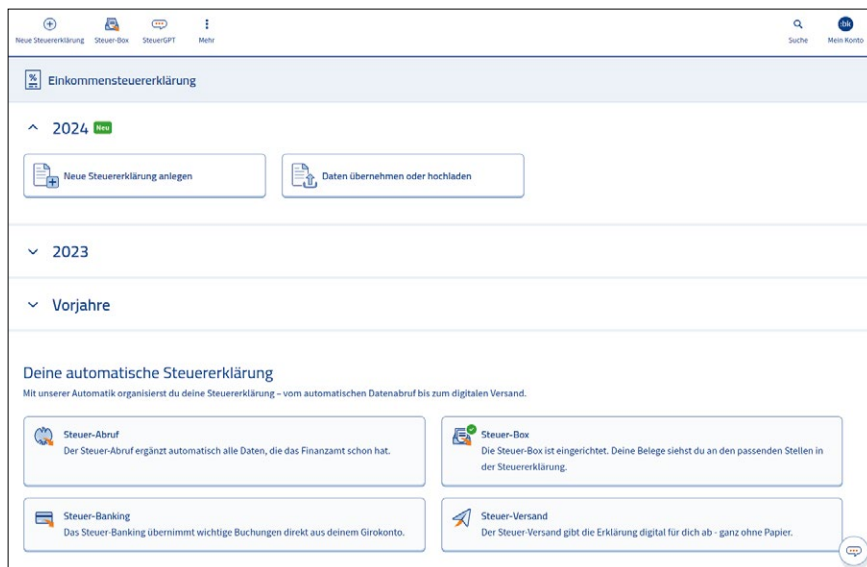 Neue Steuererklärung Steuer-Box SteuerGPT Mehr Suche :bk Mein Konto
% Einkommensteuererklärung
2024 Neu
Neue Steuererklärung anlegen
Daten übernehmen oder hochladen
2023
Vorjahre
Deine automatische Steuererklärung
Mit unserer Automatik organisierst du deine Steuererklärung – vom automatischen Datenabruf bis zum digitalen Versand.
Steuer-Abruf
Der Steuer-Abruf ergänzt automatisch alle Daten, die das Finanzamt schon hat.
Steuer-Box
Die Steuer-Box ist eingerichtet. Deine Belege siehst du an den passenden Stellen in
der Steuererklärung.
Steuer-Banking
Das Steuer-Banking übernimmt wichtige Buchungen direkt aus deinem Girokonto.
Steuer-Versand
Der Steuer-Versand gibt die Erklärung digital für dich ab - ganz ohne Papier.